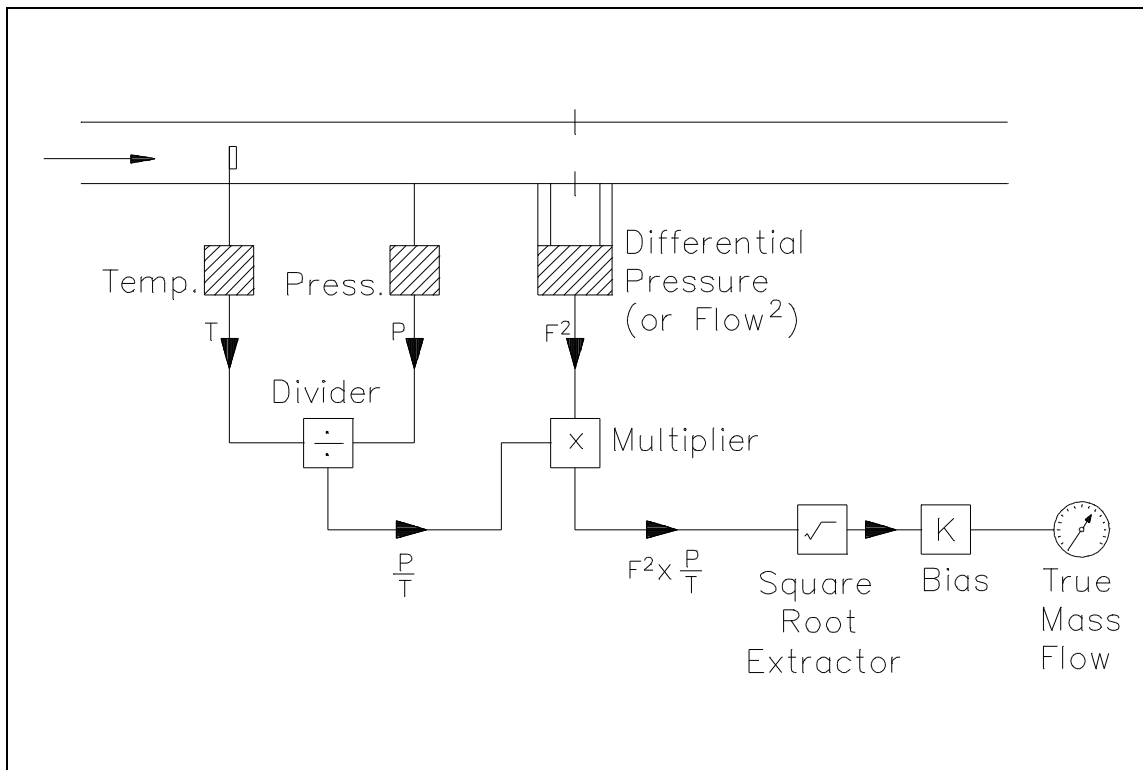 Differential
Pressure
(or Flow²)
Temp.
Press.
T
P
F²
Divider
÷
x
Multiplier
P
T
F² x P
T
√
K
Square
Root
Extractor
Bias
True
Mass
Flow